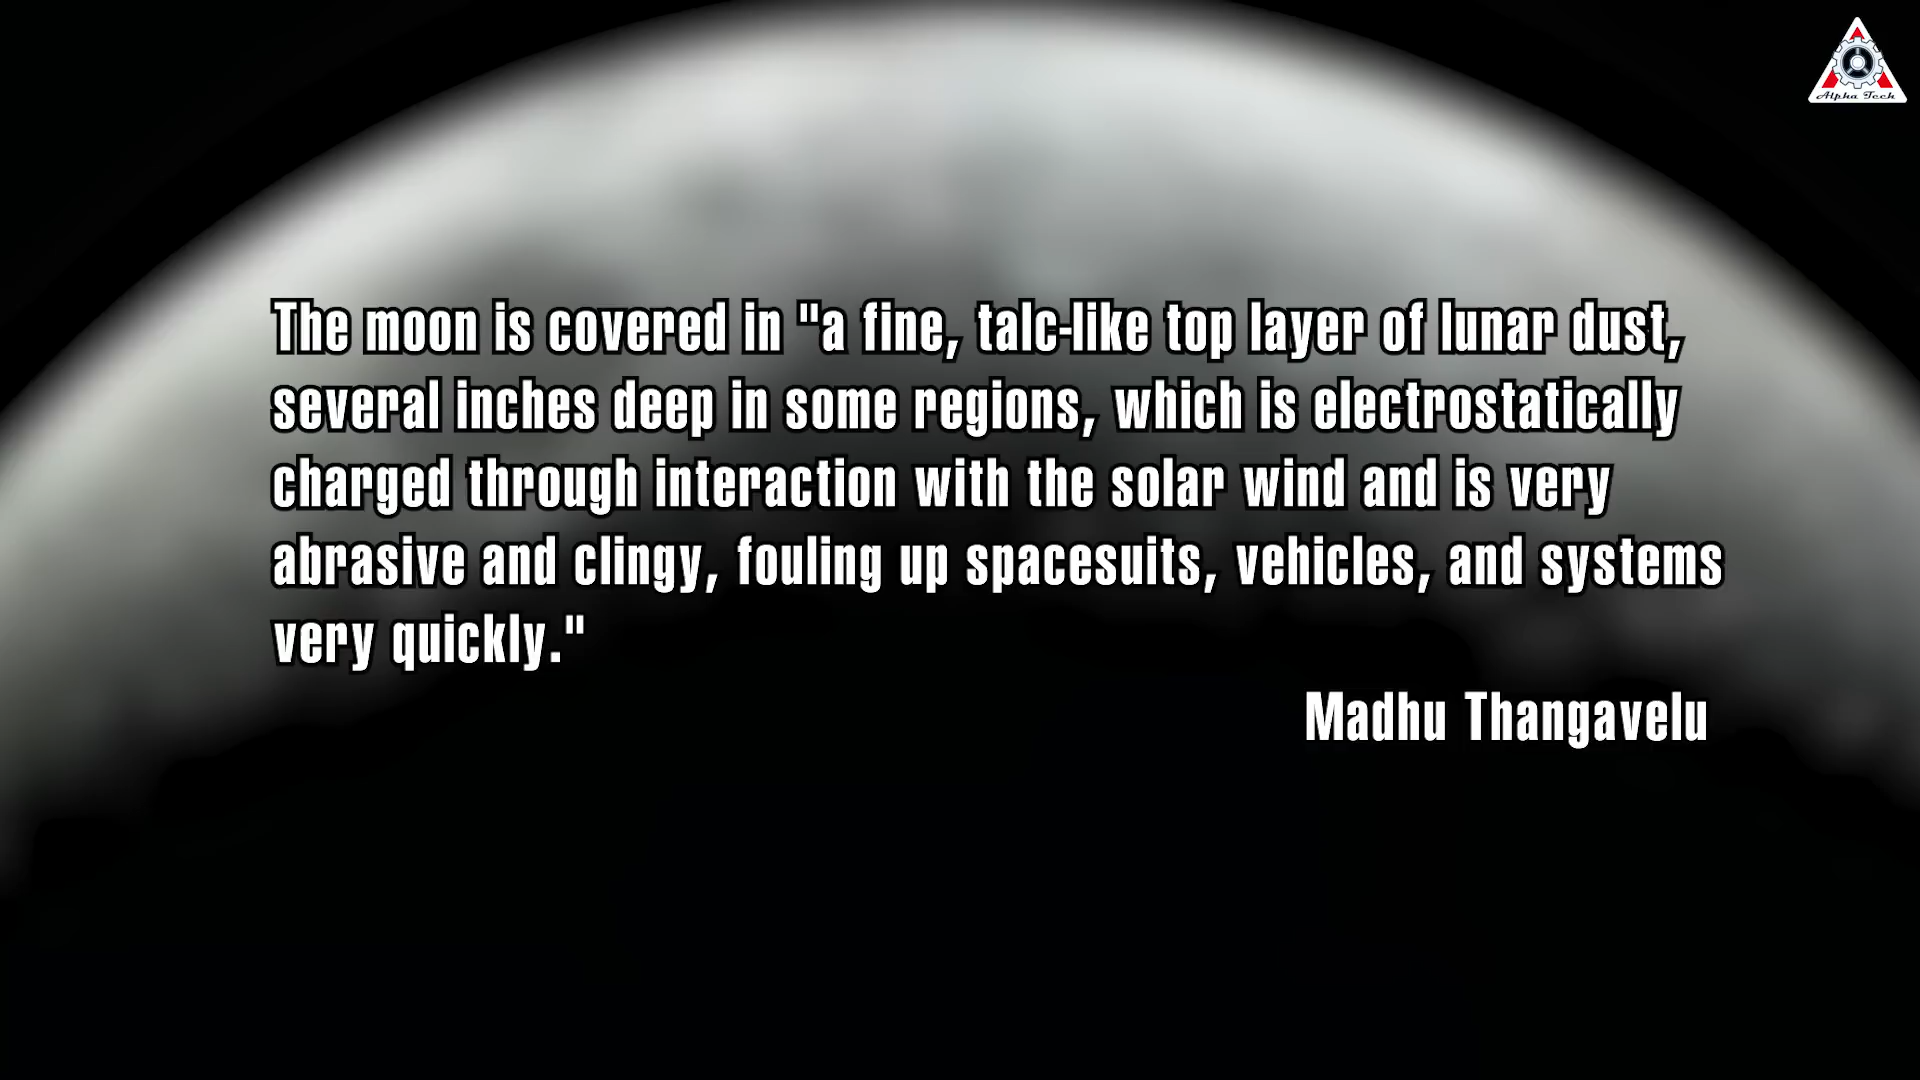 Alpha Tech
The moon is covered in "a fine, talc-like top layer of lunar dust,
several inches deep in some regions, which is electrostatically
charged through interaction with the solar wind and is very
abrasive and clingy, fouling up spacesuits, vehicles, and systems
very quickly."
Madhu Thangavelu